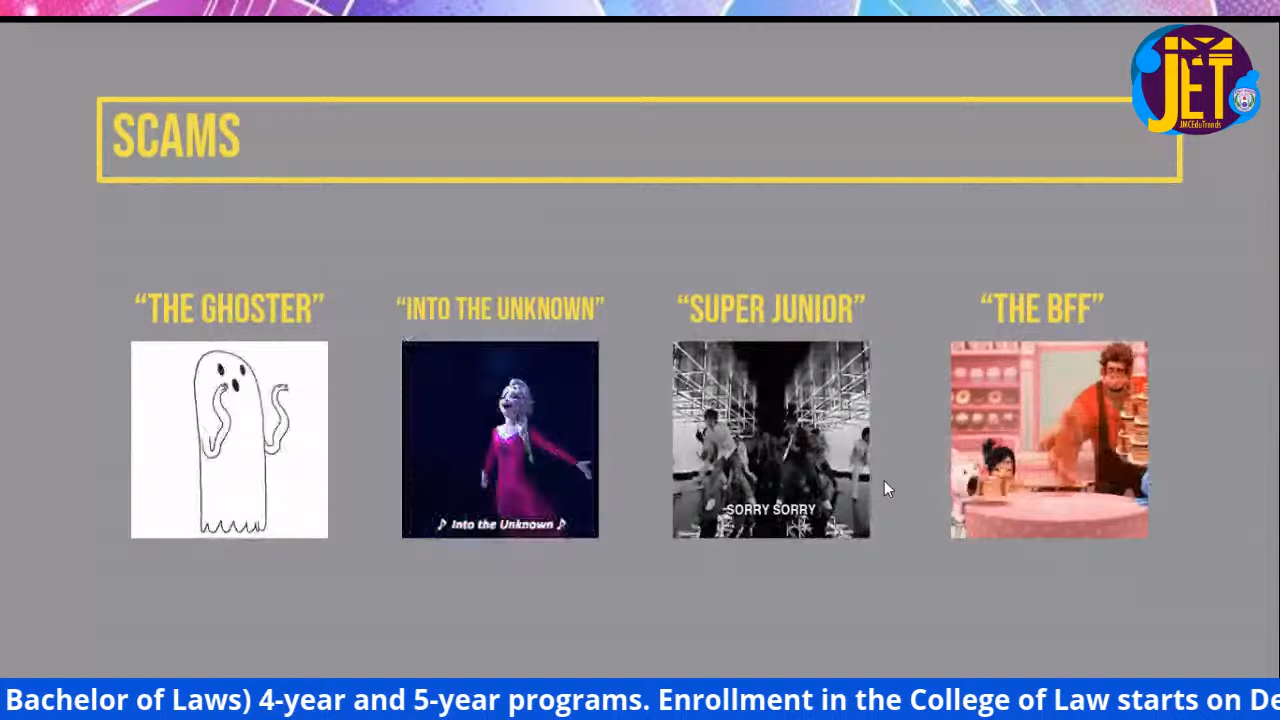 JET
JMCEduTrends
SCAMS
“THE GHOSTER”
“INTO THE UNKNOWN”
“SUPER JUNIOR”
“THE BFF”
♪ Into the Unknown ♪
SORRY SORRY
Bachelor of Laws) 4-year and 5-year programs. Enrollment in the College of Law starts on De